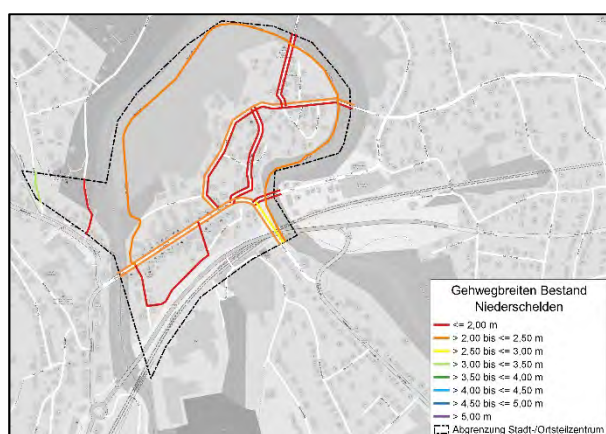 Gehwegbreiten Bestand
Niederschelden
<= 2,00 m
> 2.00 bis <= 2,50 m
> 2.50 bis <= 3,00 m
> 3,00 bis <= 3,50 m
> 3.50 bis <= 4,00 m
> 4.00 bis <= 4,50 m
> 4,50 bis <= 5,00 m
> 5,00 m
Abgrenzung Stadt-/Ortsteilzentrum